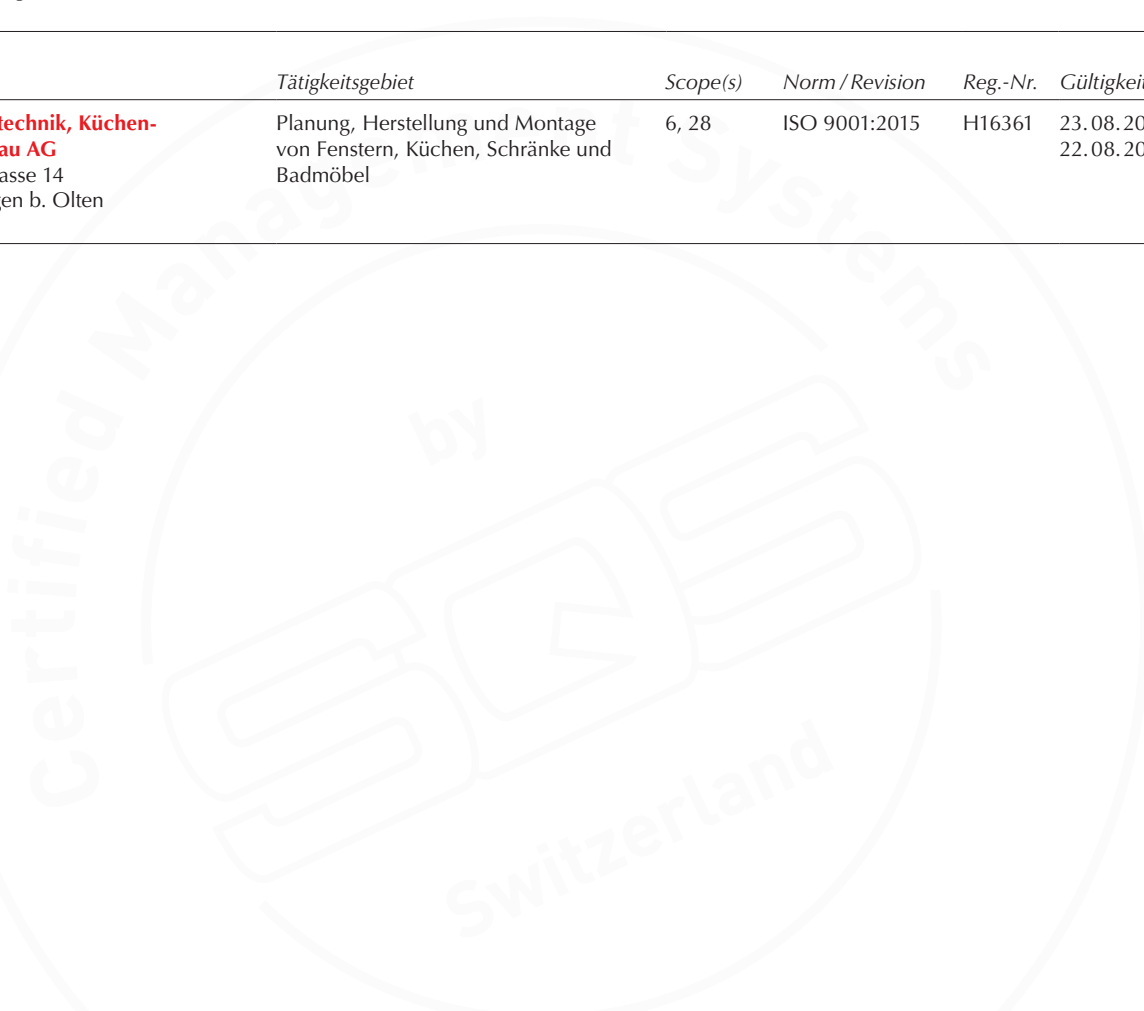 Tätigkeitsgebiet Scope(s) Norm / Revision Reg.-Nr. Gültigkeit
technik, Küchen- Planung, Herstellung und Montage 6, 28 ISO 9001:2015 H16361 23.08.20
au AG von Fenstern, Küchen, Schränke und 22.08.20
asse 14 Badmöbel
gen b. Olten
Certified Management Systems
by
SQS
Switzerland